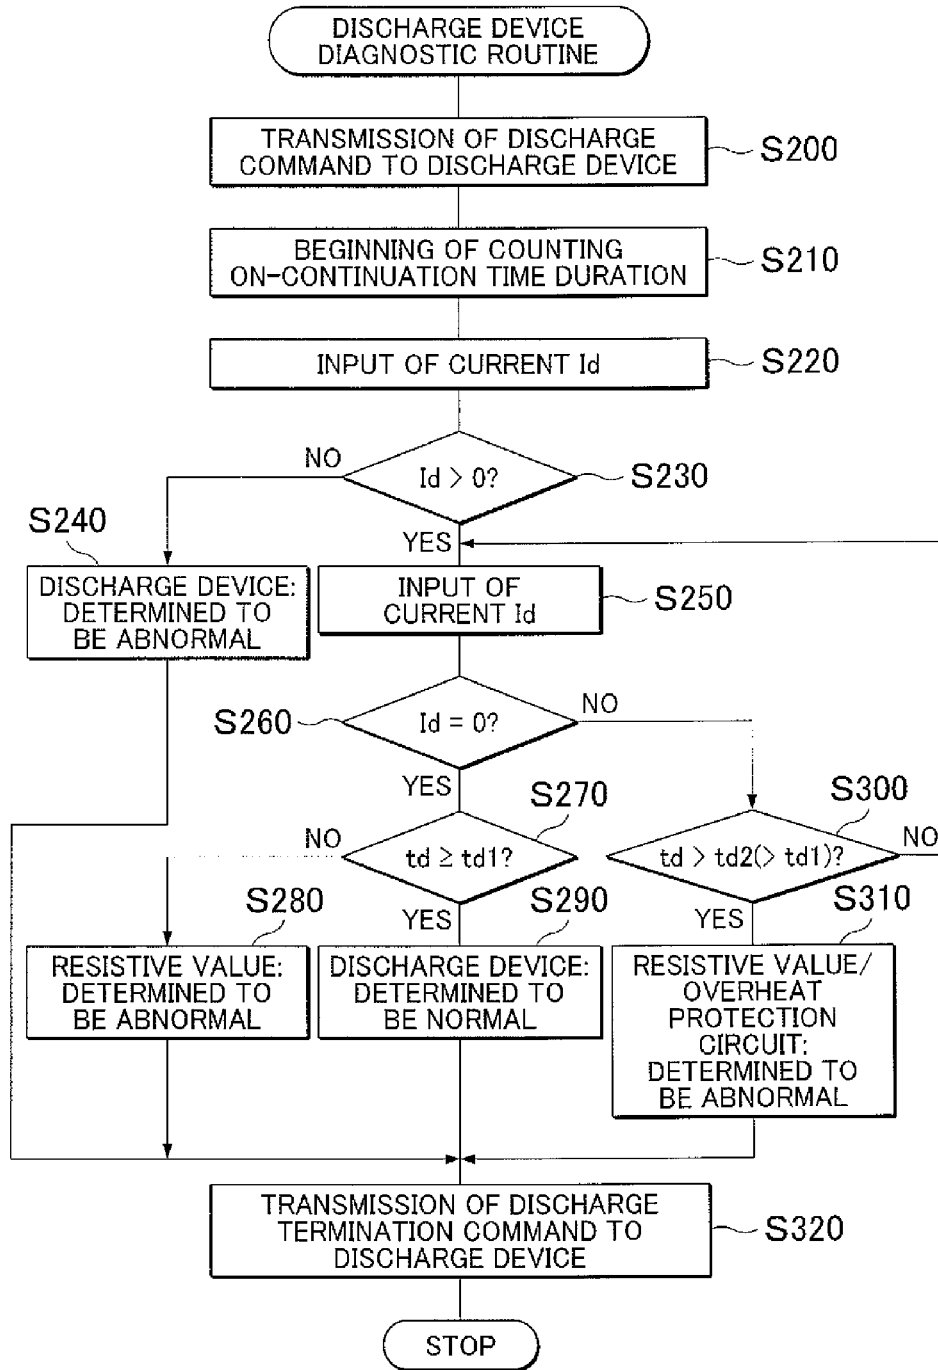 DISCHARGE DEVICE
DIAGNOSTIC ROUTINE
TRANSMISSION OF DISCHARGE
COMMAND TO DISCHARGE DEVICE
S200
BEGINNING OF COUNTING
ON-CONTINUATION TIME DURATION
S210
INPUT OF CURRENT Id
S220
Id > 0?
NO
S230
YES
S240
DISCHARGE DEVICE:
DETERMINED TO
BE ABNORMAL
INPUT OF
CURRENT Id
S250
S260
Id = 0?
NO
YES
S270
NO
td ≥ td1?
YES
S300
td > td2(> td1)?
NO
YES
S280
RESISTIVE VALUE:
DETERMINED TO
BE ABNORMAL
S290
DISCHARGE DEVICE:
DETERMINED TO
BE NORMAL
S310
RESISTIVE VALUE/
OVERHEAT
PROTECTION
CIRCUIT:
DETERMINED TO
BE ABNORMAL
TRANSMISSION OF DISCHARGE
TERMINATION COMMAND TO
DISCHARGE DEVICE
S320
STOP